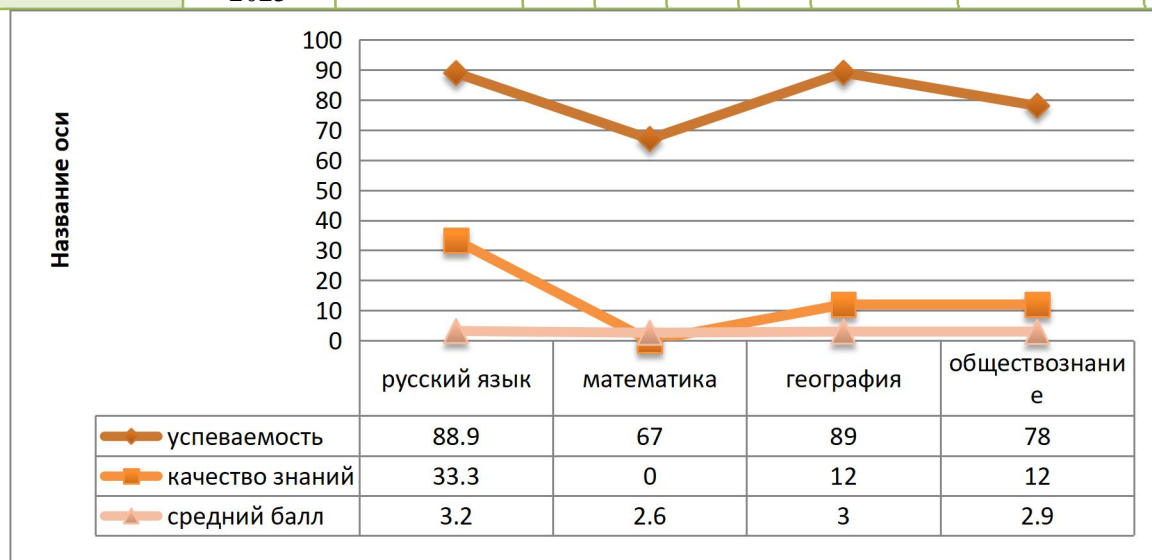 2023
100
90
80
70
60
50
40
30
20
10
0
Название оси
русский язык
математика
география
обществознани
е
успеваемость 88.9 67 89 78
качество знаний 33.3 0 12 12
средний балл 3.2 2.6 3 2.9